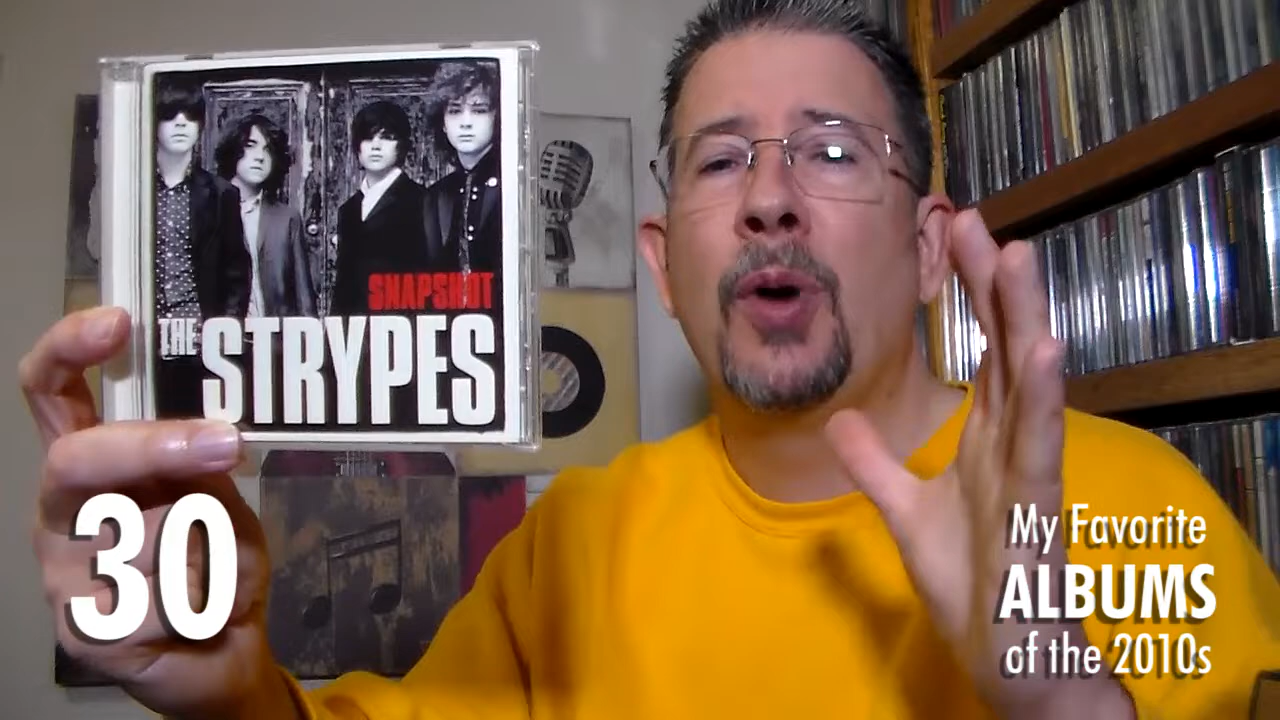 SNAPSHOT
THE STRYPES
30
My Favorite
ALBUMS
of the 2010s